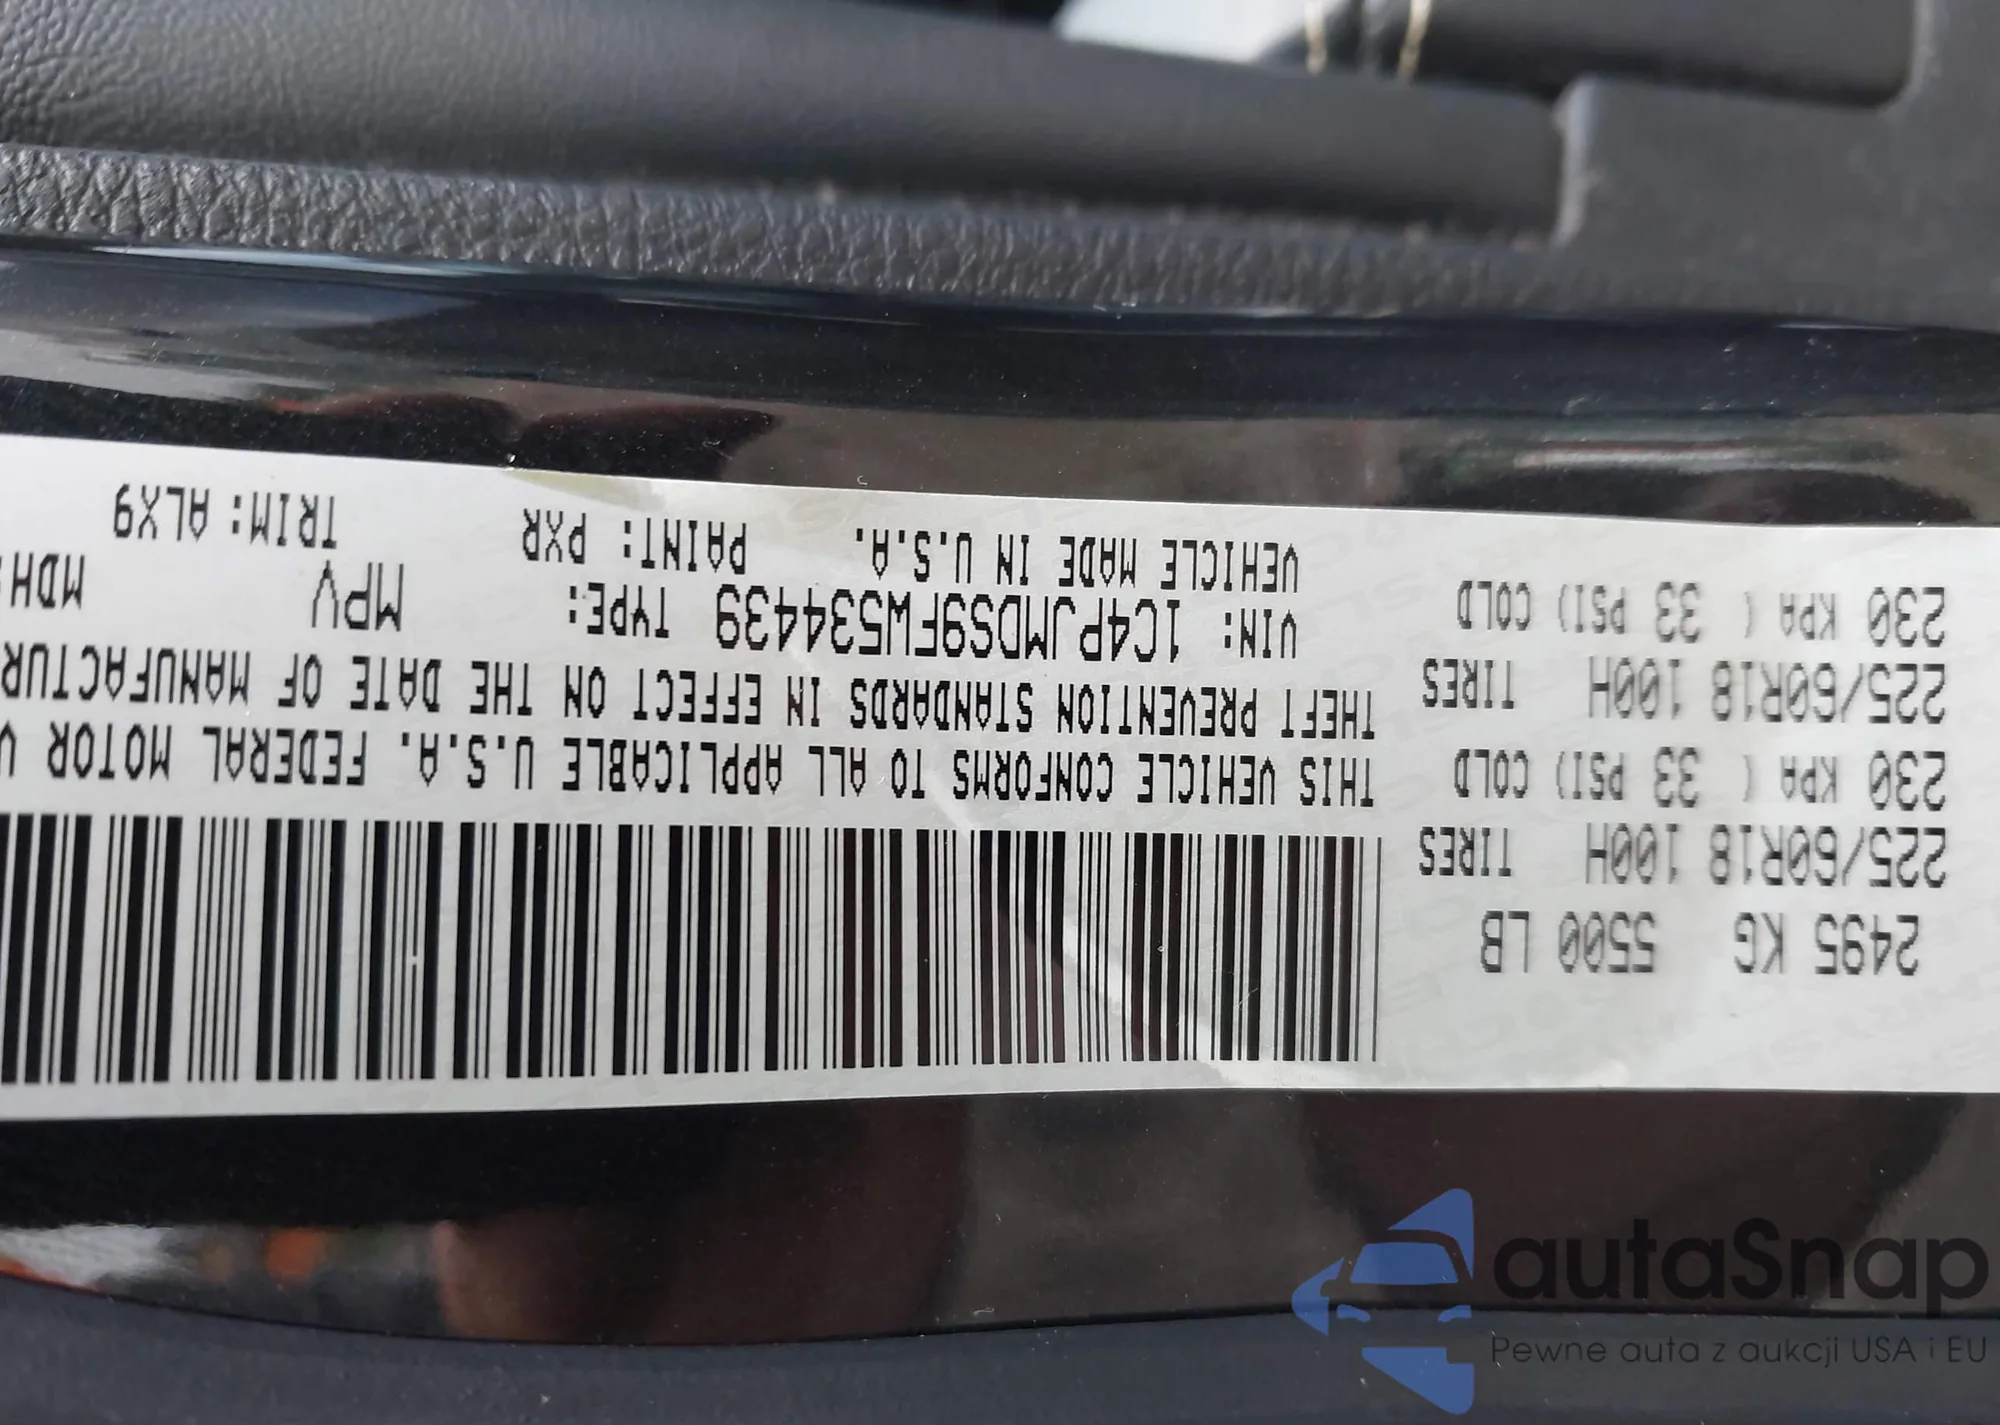 2495 KG 5500 LB
225/60R18 100H TIRES
230 KPA ( 33 PSI) COLD
225/60R18 100H TIRES
230 KPA ( 33 PSI) COLD
THIS VEHICLE CONFORMS TO ALL APPLICABLE U.S.A. FEDERAL MOTOR V
THEFT PREVENTION STANDARDS IN EFFECT ON THE DATE OF MANUFACTUR
VIN: 1C4PJMDS9FW534439 TYPE: MPV MDH:
VEHICLE MADE IN U.S.A. PAINT: PXR TRIM: ALX9
autaSnap
Pewne auta z aukcji USA i EU